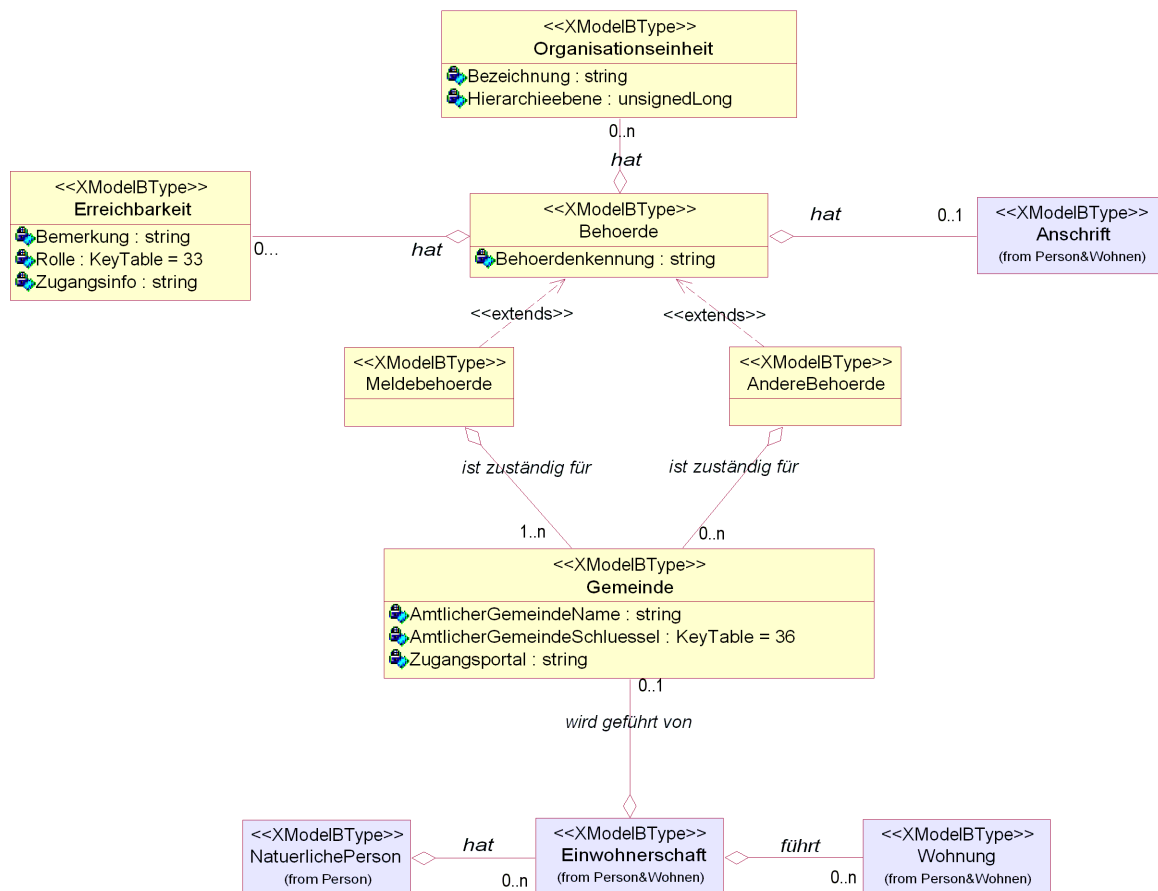 <<XModelBType>>
Organisationseinheit
Bezeichnung : string
Hierarchieebene : unsignedLong
0..n
hat
<<XModelBType>>
Erreichbarkeit
Bemerkung : string
Rolle : KeyTable = 33
Zugangsinfo : string
0...
hat
<<XModelBType>>
Behoerde
Behoerdenkennung : string
hat
0..1
<<XModelBType>>
Anschrift
(from Person&Wohnen)
<<extends>>
<<extends>>
<<XModelBType>>
Meldebehoerde
<<XModelBType>>
AndereBehoerde
ist zuständig für
ist zuständig für
1..n
0..n
<<XModelBType>>
Gemeinde
AmtlicherGemeindeName : string
AmtlicherGemeindeSchluessel : KeyTable = 36
Zugangsportal : string
0..1
wird geführt von
<<XModelBType>>
NatuerlichePerson
(from Person)
hat
0..n
<<XModelBType>>
Einwohnerschaft
(from Person&Wohnen)
führt
0..n
<<XModelBType>>
Wohnung
(from Person&Wohnen)